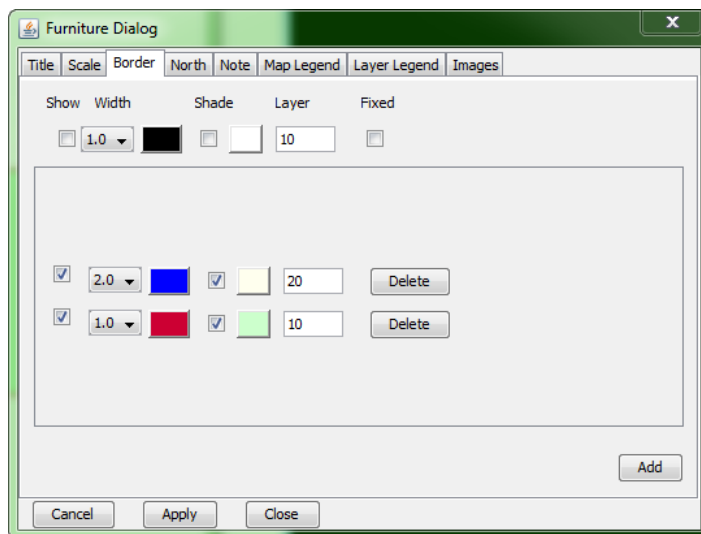 Furniture Dialog
x
Title Scale Border North Note Map Legend Layer Legend Images
Show Width Shade Layer Fixed
1.0 10
2.0 20 Delete
1.0 10 Delete
Add
Cancel Apply Close